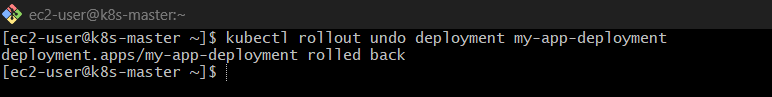 ec2-user@k8s-master:~
[ec2-user@k8s-master ~]$ kubectl rollout undo deployment my-app-deployment
deployment.apps/my-app-deployment rolled back
[ec2-user@k8s-master ~]$